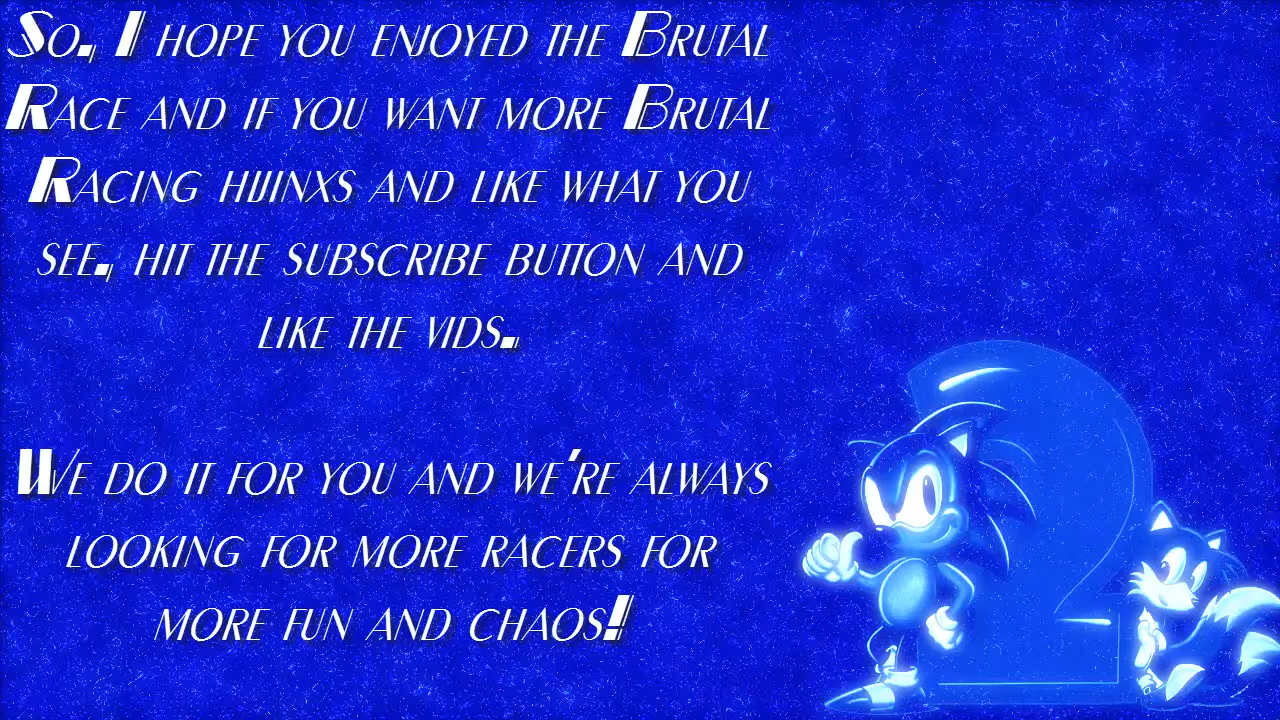 So, I hope you enjoyed the Brutal
Race and if you want more Brutal
Racing hijinxs and like what you
see, hit the subscribe button and
like the vids.
We do it for you and we're always
looking for more racers for
more fun and chaos!
2